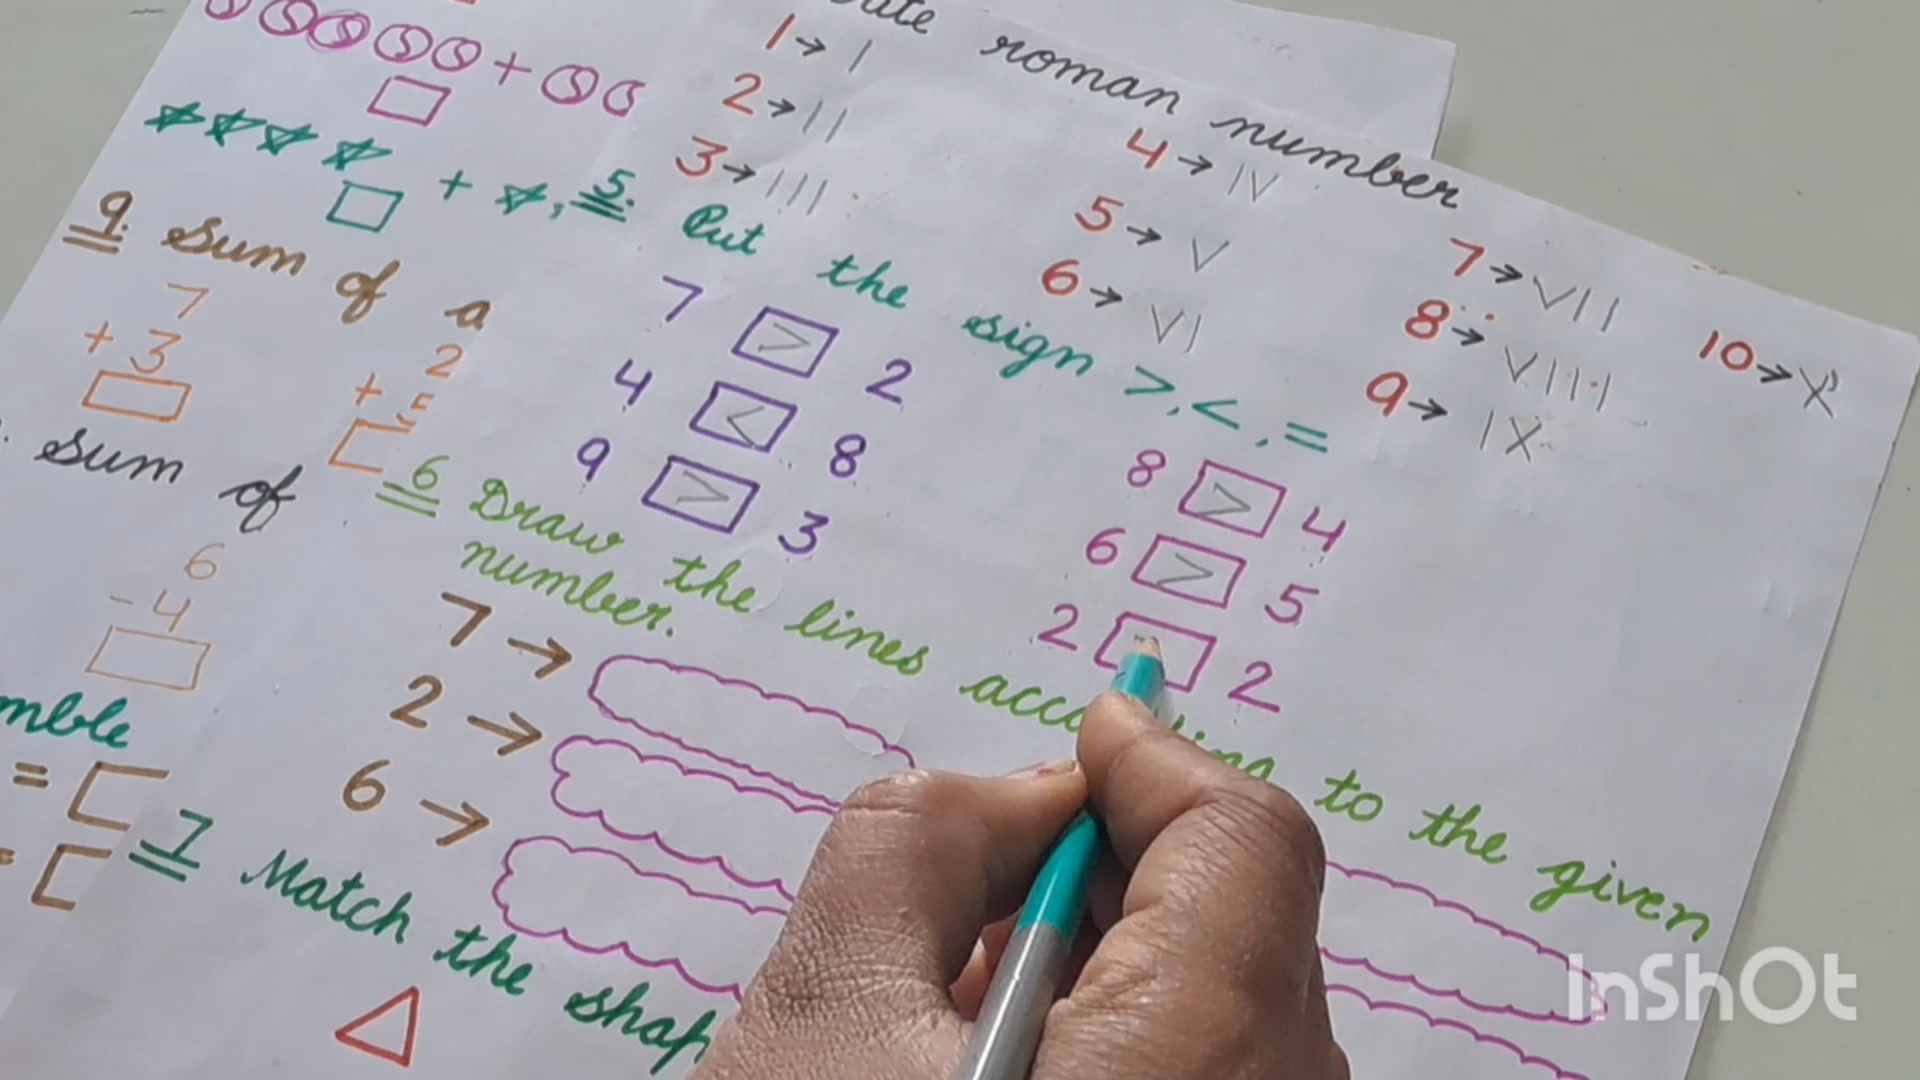 roman number
1 → I
2 → II
3 → III
4 → IV
5 → V
6 → VI
7 → VII
8 → VIII
9 → IX
10 → X
5. Put the sign >, <, =
7 > 2
4 < 8
9 > 3
8 > 4
6 > 5
2 2
6 Draw the lines to the given
number.
7 →
2 →
6 →
7 Match the
+
+ ,
9. Sum of a
7
+ 3
2
+ 5
Sum of
6
- 4
=
=
InShOt